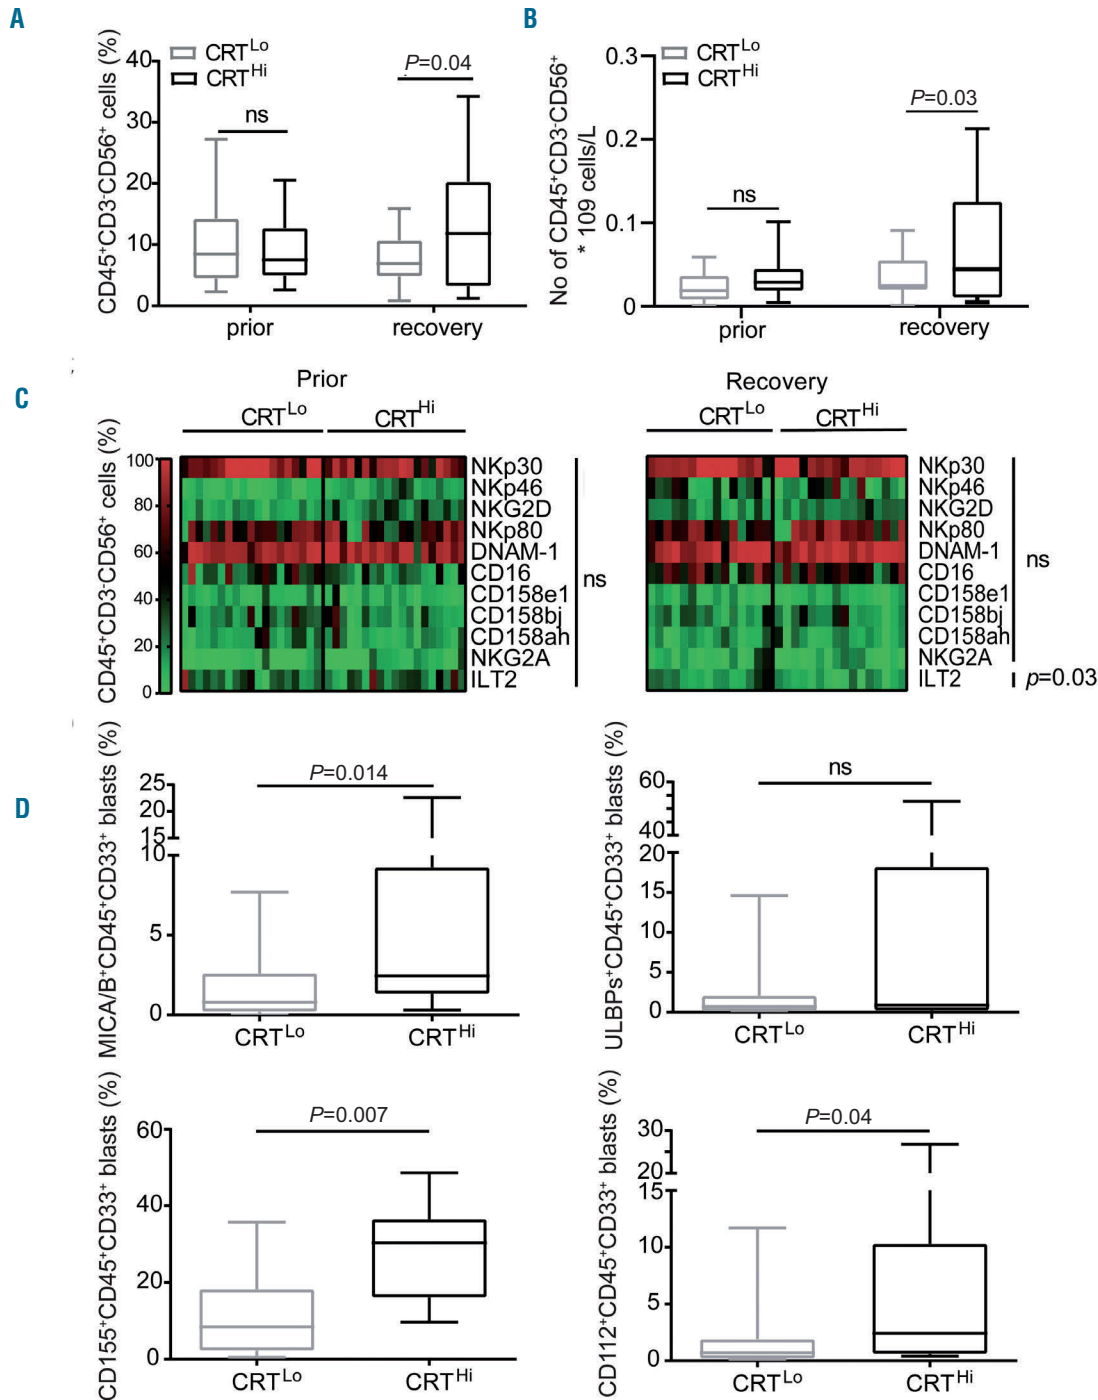 A
CD45+CD3-CD56+ cells (%)
40
30
20
10
0
CRTLo
CRTHi
ns
P=0.04
prior
recovery
B
No of CD45+CD3-CD56+
* 109 cells/L
0.3
0.2
0.1
0
CRTLo
CRTHi
ns
P=0.03
prior
recovery
C
CD45+CD3-CD56+ cells (%)
100
80
60
40
20
0
Prior
CRTLo
CRTHi
NKp30
NKp46
NKG2D
NKp80
DNAM-1
CD16
CD158e1
CD158bj
CD158ah
NKG2A
ILT2
ns
Recovery
CRTLo
CRTHi
NKp30
NKp46
NKG2D
NKp80
DNAM-1
CD16
CD158e1
CD158bj
CD158ah
NKG2A
ILT2
ns
p=0.03
D
MICA/B+CD45+CD33+ blasts (%)
25
20
15
10
5
0
P=0.014
CRTLo
CRTHi
ULBPs+CD45+CD33+ blasts (%)
60
40
20
15
10
5
0
ns
CRTLo
CRTHi
CD155+CD45+CD33+ blasts (%)
60
40
20
0
P=0.007
CRTLo
CRTHi
CD112+CD45+CD33+ blasts (%)
30
20
15
10
5
0
P=0.04
CRTLo
CRTHi